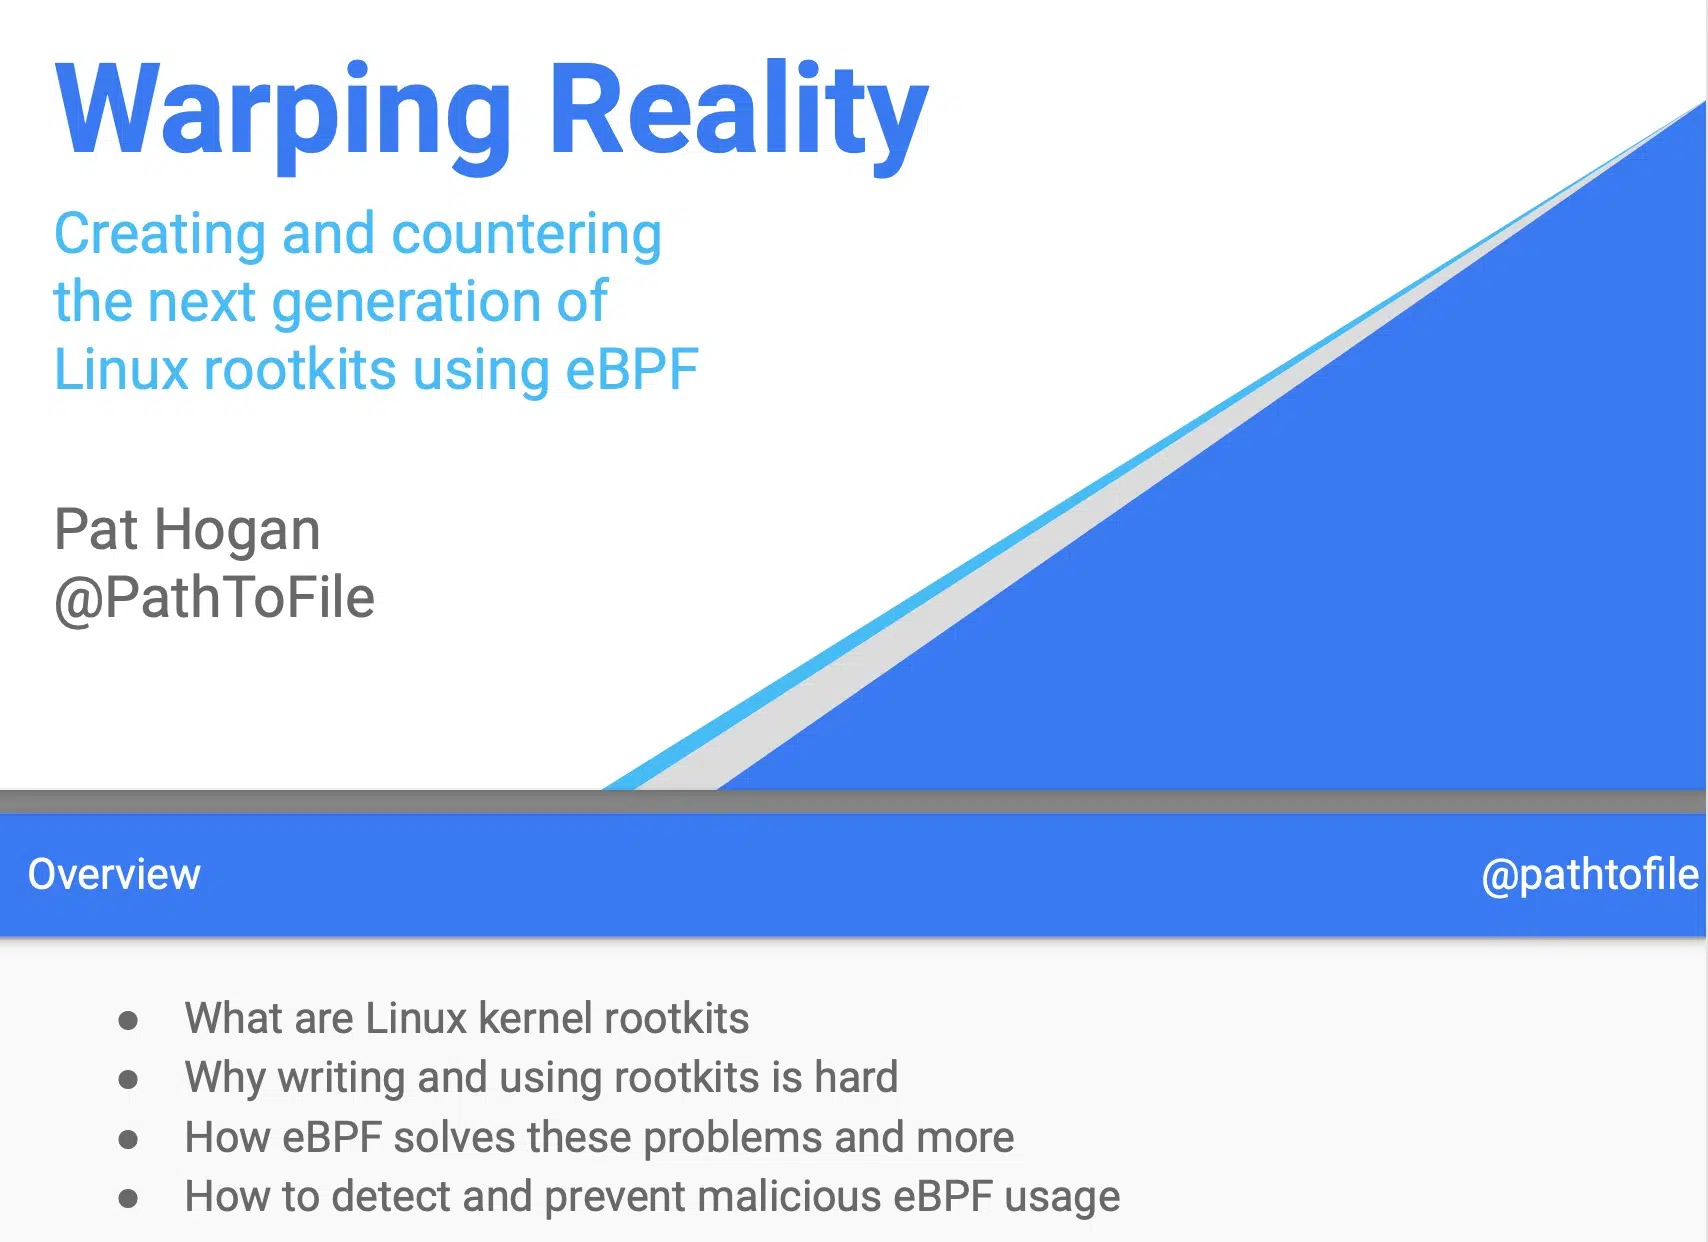 Warping Reality
Creating and countering
the next generation of
Linux rootkits using eBPF
Pat Hogan
@PathToFile
Overview
@pathtofile
● What are Linux kernel rootkits
● Why writing and using rootkits is hard
● How eBPF solves these problems and more
● How to detect and prevent malicious eBPF usage